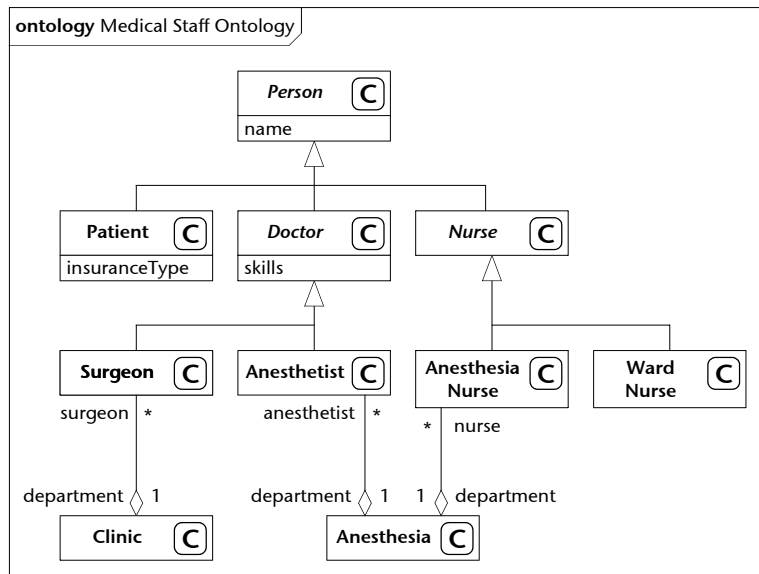 ontology Medical Staff Ontology
Person C
name
Patient C
insuranceType
Doctor C
skills
Nurse C
Surgeon C
Anesthetist C
Anesthesia
Nurse C
Ward
Nurse C
surgeon *
anesthetist *
* nurse
department 1
department 1
1 department
Clinic C
Anesthesia C